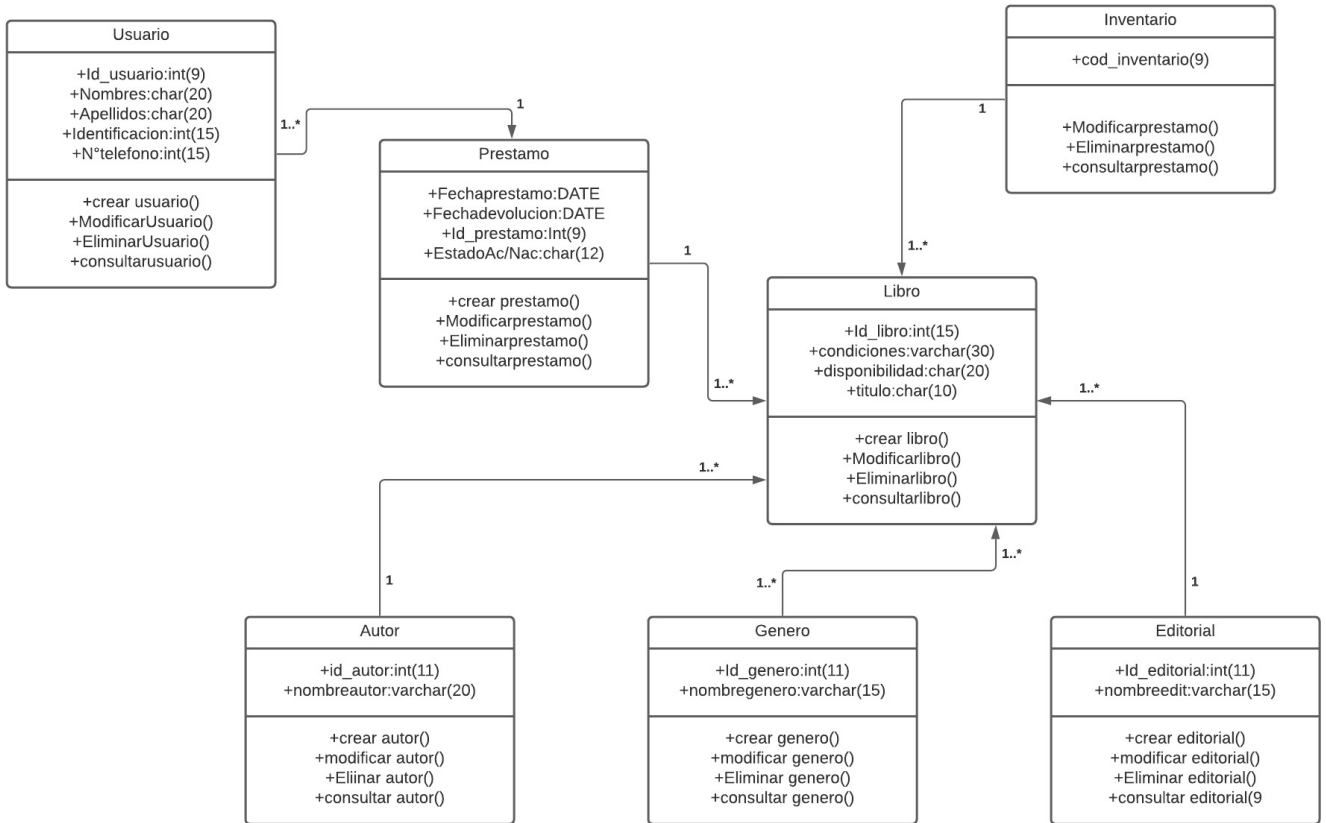 Usuario
+Id_usuario:int(9)
+Nombres:char(20)
+Apellidos:char(20)
+Identificacion:int(15)
+N°telefono:int(15)
+crear usuario()
+ModificarUsuario()
+EliminarUsuario()
+consultarusuario()
1..*
1
Prestamo
+Fechaprestamo:DATE
+Fechadevolucion:DATE
+Id_prestamo:Int(9)
+EstadoAc/Nac:char(12)
+crear prestamo()
+Modificarprestamo()
+Eliminarprestamo()
+consultarprestamo()
1
1..*
Inventario
+cod_inventario(9)
+Modificarprestamo()
+Eliminarprestamo()
+consultarprestamo()
1
1..*
Libro
+Id_libro:int(15)
+condiciones:varchar(30)
+disponibilidad:char(20)
+titulo:char(10)
+crear libro()
+Modificarlibro()
+Eliminarlibro()
+consultarlibro()
1..*
1
1..*
1..*
1..*
1
Autor
+id_autor:int(11)
+nombreautor:varchar(20)
+crear autor()
+modificar autor()
+Eliinar autor()
+consultar autor()
Genero
+Id_genero:int(11)
+nombregenero:varchar(15)
+crear genero()
+modificar genero()
+Eliminar genero()
+consultar genero()
Editorial
+Id_editorial:int(11)
+nombreedit:varchar(15)
+crear editorial()
+modificar editorial()
+Eliminar editorial()
+consultar editorial(9